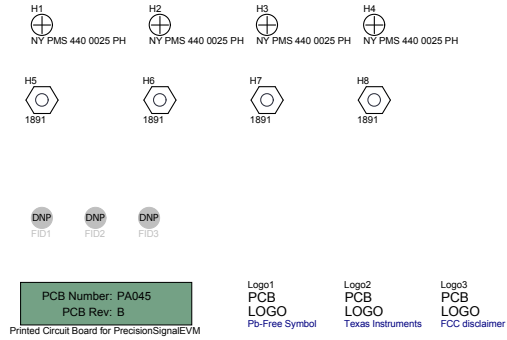 H1 H2 H3 H4
NY PMS 440 0025 PH NY PMS 440 0025 PH NY PMS 440 0025 PH NY PMS 440 0025 PH
H5 H6 H7 H8
1891 1891 1891 1891
DNP DNP DNP
FID1 FID2 FID3
PCB Number: PA045
PCB Rev: B
Printed Circuit Board for PrecisionSignalEVM
Logo1 Logo2 Logo3
PCB PCB PCB
LOGO LOGO LOGO
Pb-Free Symbol Texas Instruments FCC disclaimer